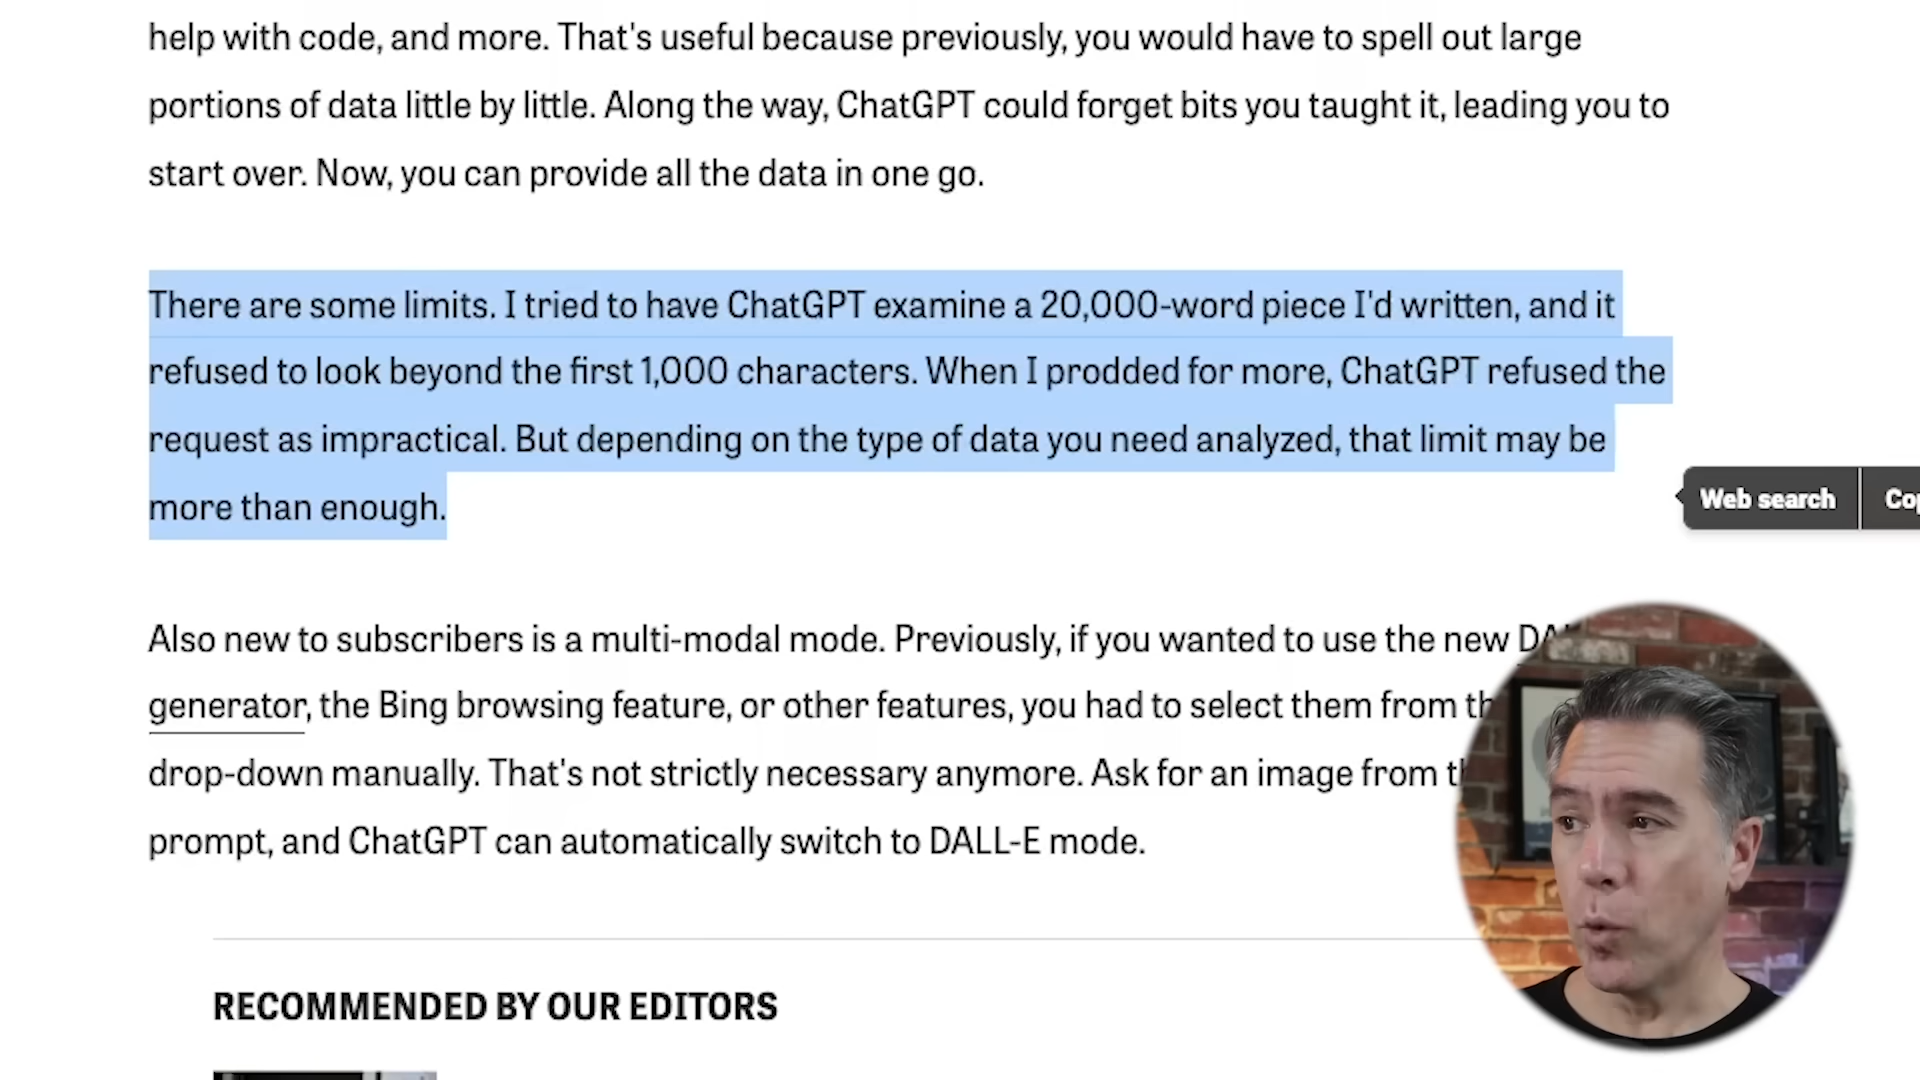 help with code, and more. That's useful because previously, you would have to spell out large
portions of data little by little. Along the way, ChatGPT could forget bits you taught it, leading you to
start over. Now, you can provide all the data in one go.
There are some limits. I tried to have ChatGPT examine a 20,000-word piece I'd written, and it
refused to look beyond the first 1,000 characters. When I prodded for more, ChatGPT refused the
request as impractical. But depending on the type of data you need analyzed, that limit may be
more than enough.
Web search
Also new to subscribers is a multi-modal mode. Previously, if you wanted to use the new
generator, the Bing browsing feature, or other features, you had to select them from
drop-down manually. That's not strictly necessary anymore. Ask for an image from
prompt, and ChatGPT can automatically switch to DALL-E mode.
RECOMMENDED BY OUR EDITORS